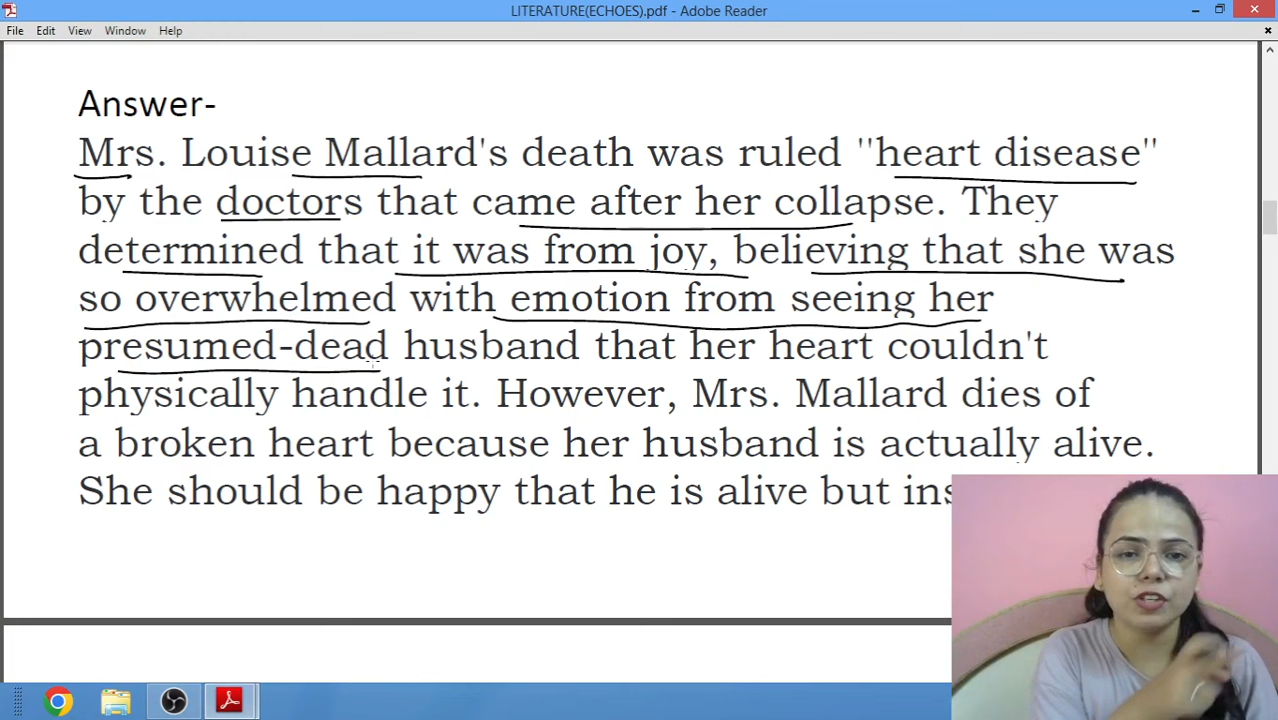 LITERATURE(ECHOES).pdf - Adobe Reader
File Edit View Window Help
Answer-
Mrs. Louise Mallard's death was ruled "heart disease"
by the doctors that came after her collapse. They
determined that it was from joy, believing that she was
so overwhelmed with emotion from seeing her
presumed-dead husband that her heart couldn't
physically handle it. However, Mrs. Mallard dies of
a broken heart because her husband is actually alive.
She should be happy that he is alive but ins